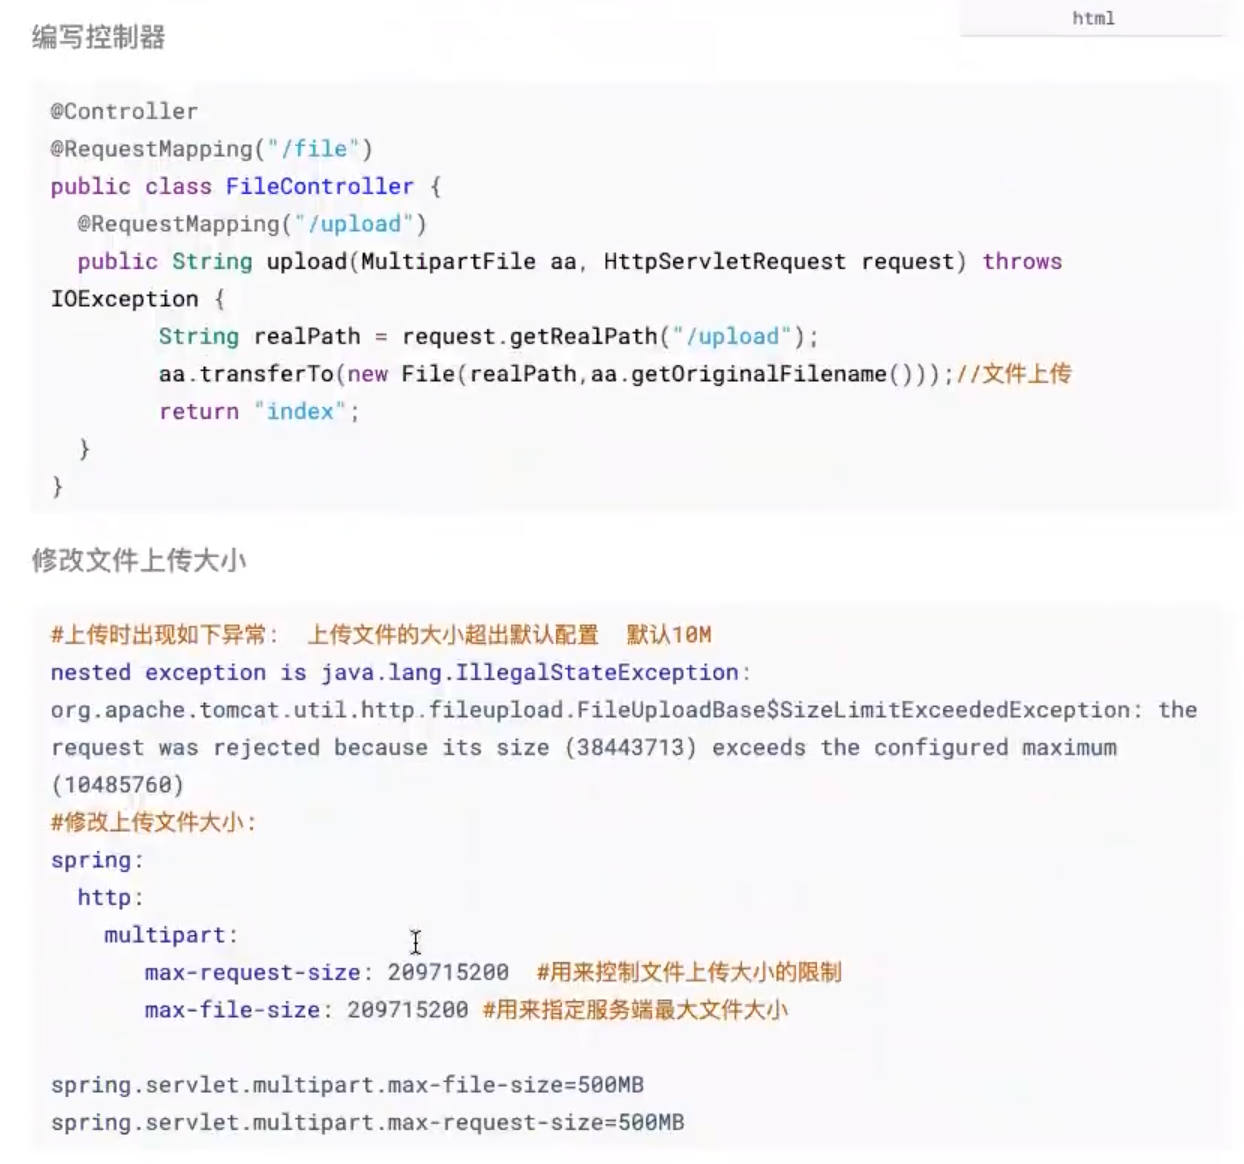 html
编写控制器
@Controller
@RequestMapping("/file")
public class FileController {
@RequestMapping("/upload")
public String upload(MultipartFile aa, HttpServletRequest request) throws
IOException {
String realPath = request.getRealPath("/upload");
aa.transferTo(new File(realPath,aa.getOriginalFilename()));//文件上传
return "index";
}
}
修改文件上传大小
#上传时出现如下异常： 上传文件的大小超出默认配置 默认10M
nested exception is java.lang.IllegalStateException:
org.apache.tomcat.util.http.fileupload.FileUploadBase$SizeLimitExceededException: the
request was rejected because its size (38443713) exceeds the configured maximum
(10485760)
#修改上传文件大小：
spring:
http:
multipart:
max-request-size: 209715200 #用来控制文件上传大小的限制
max-file-size: 209715200 #用来指定服务端最大文件大小
spring.servlet.multipart.max-file-size=500MB
spring.servlet.multipart.max-request-size=500MB